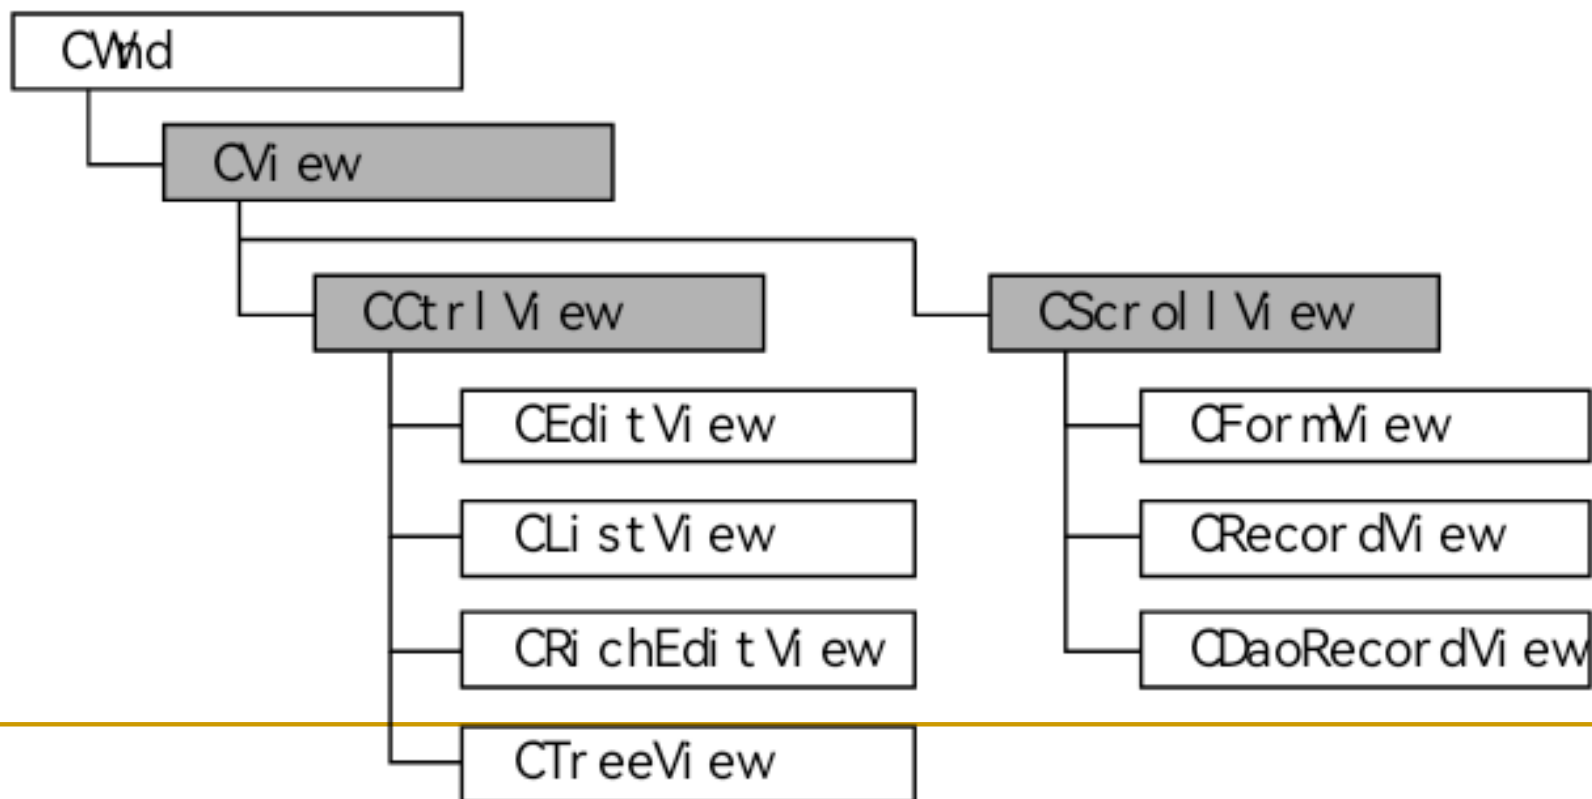 CWnd
CView
CCtrlView
CScrollView
CEditView
CFormView
CListView
CRecordView
CRichEditView
CDaoRecordView
CTreeView